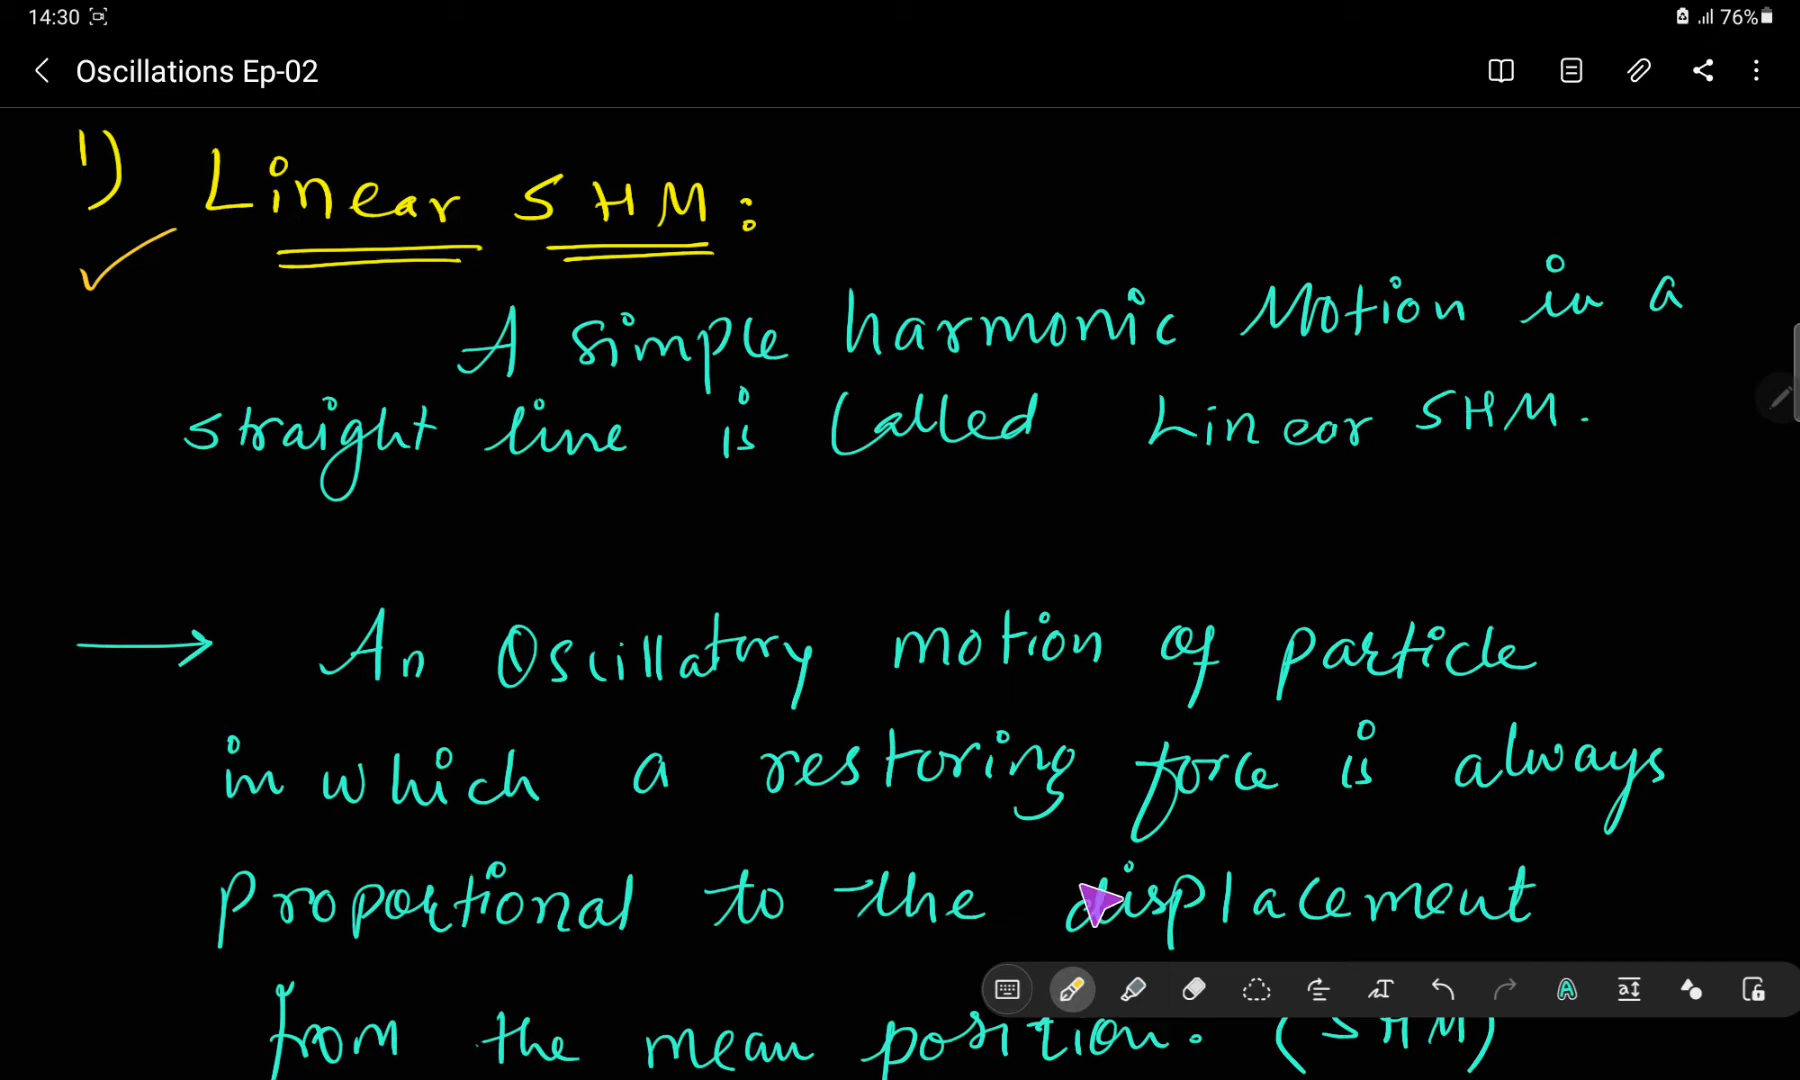 14:30
76%
Oscillations Ep-02
1) Linear SHM:
A simple harmonic Motion in a
straight line is called Linear SHM.
→ An Oscillatory motion of particle
in which a restoring force is always
proportional to the displacement
from the mean position. (SHM)